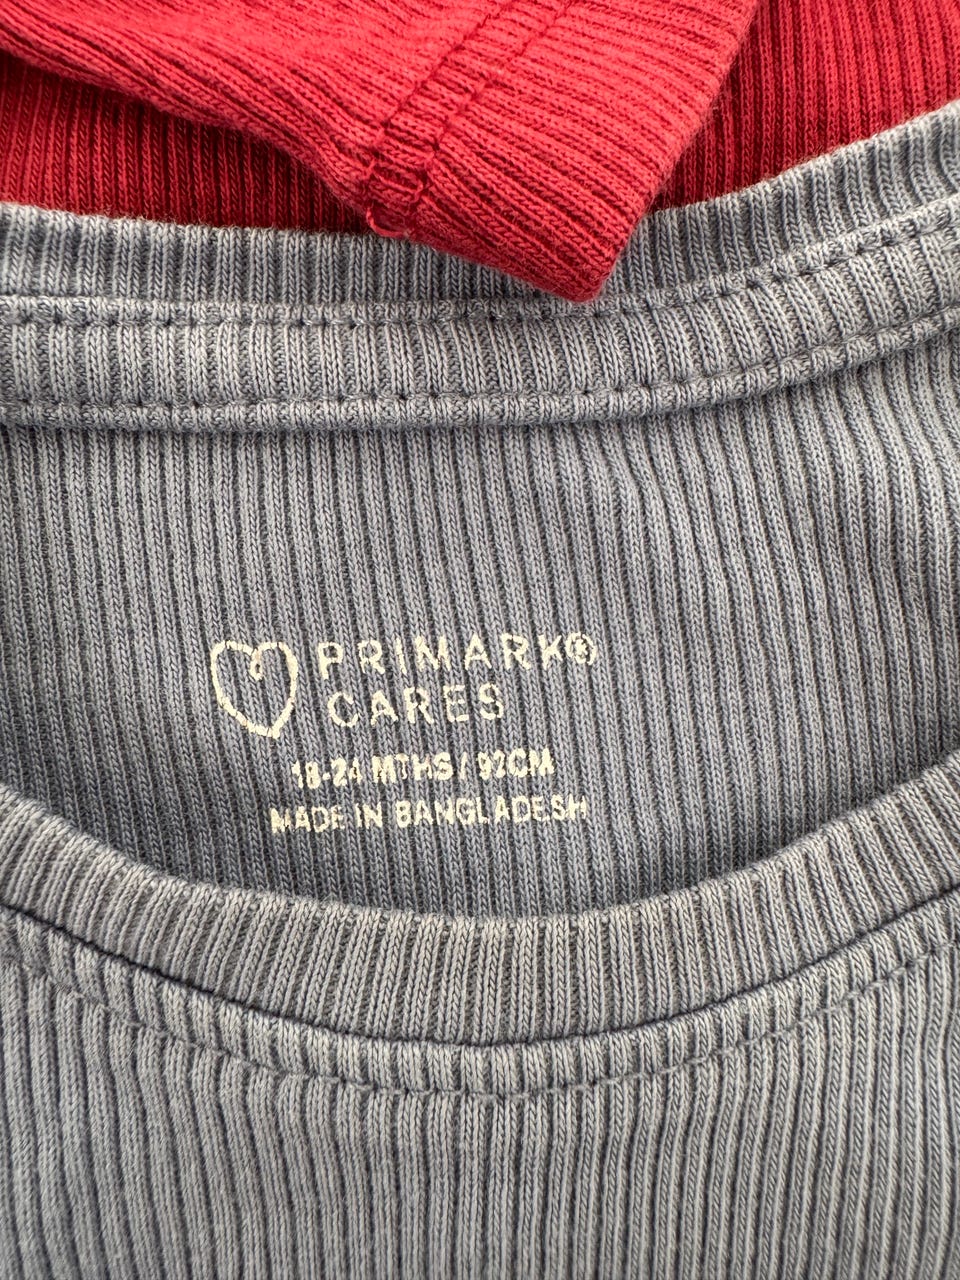 PRIMARK®
CARES
18-24 MTHS / 92CM
MADE IN BANGLADESH